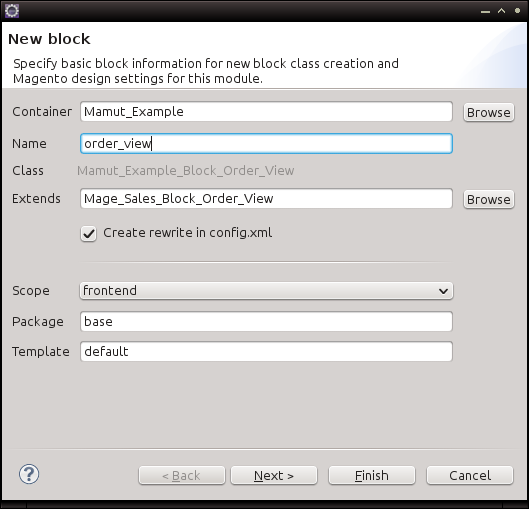 New block
Specify basic block information for new block class creation and
Magento design settings for this module.
Container Mamut_Example Browse
Name order_view
Class Mamut_Example_Block_Order_View
Extends Mage_Sales_Block_Order_View Browse
Create rewrite in config.xml
Scope frontend
Package base
Template default
? < Back Next > Finish Cancel